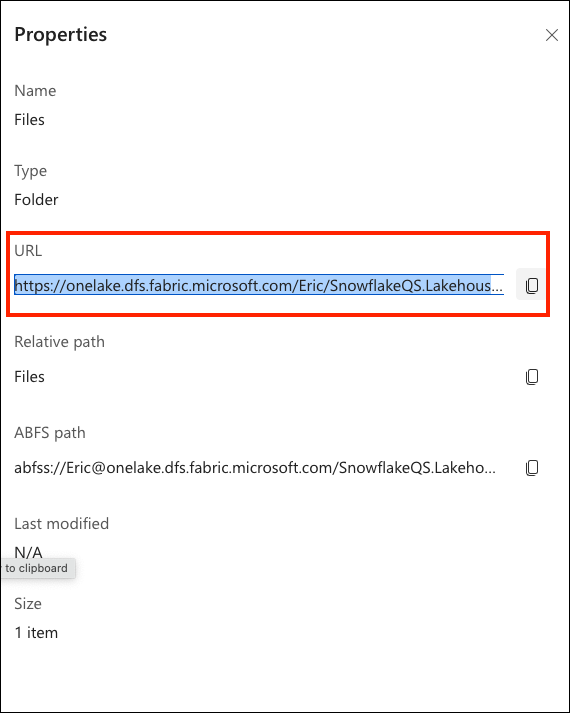 Properties
Name
Files
Type
Folder
URL
https://onelake.dfs.fabric.microsoft.com/Eric/SnowflakeQS.Lakehous...
Relative path
Files
ABFS path
abfss://Eric@onelake.dfs.fabric.microsoft.com/SnowflakeQS.Lakeho...
Last modified
N/A
to clipboard
Size
1 item